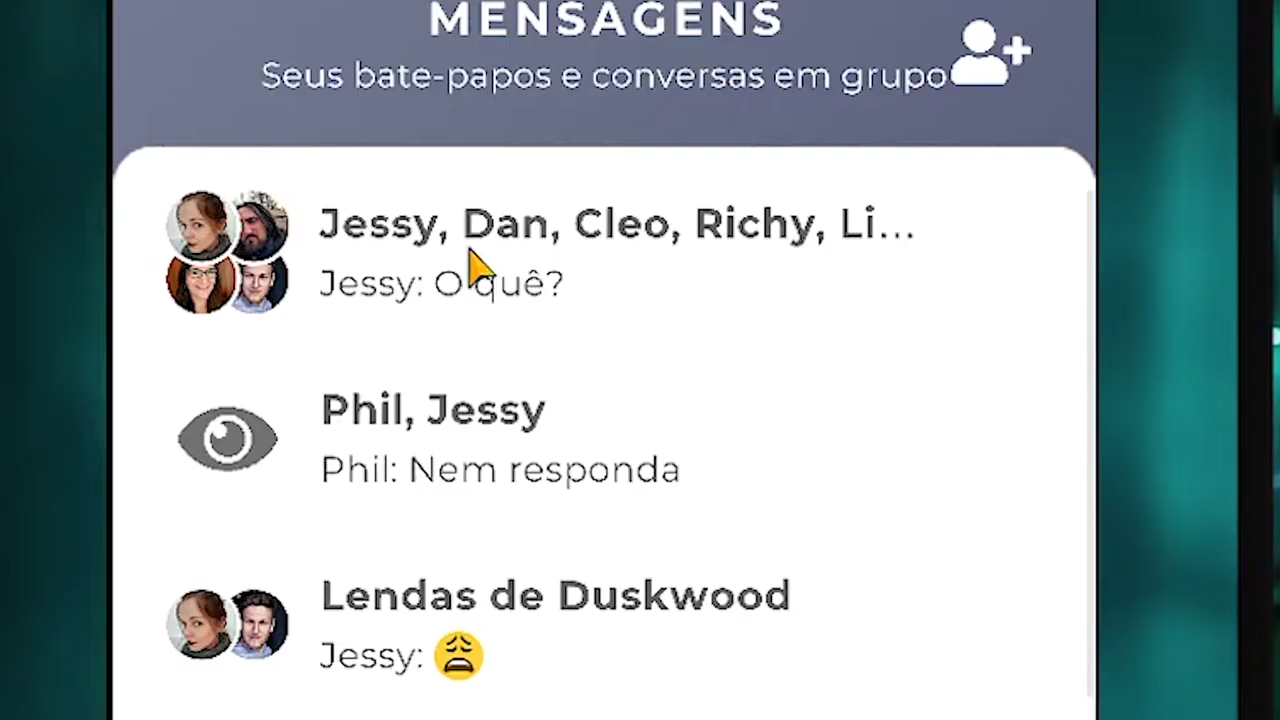 MENSAGENS
Seus bate-papos e conversas em grupo
Jessy, Dan, Cleo, Richy, Li...
Jessy: O quê?
Phil, Jessy
Phil: Nem responda
Lendas de Duskwood
Jessy: 😩